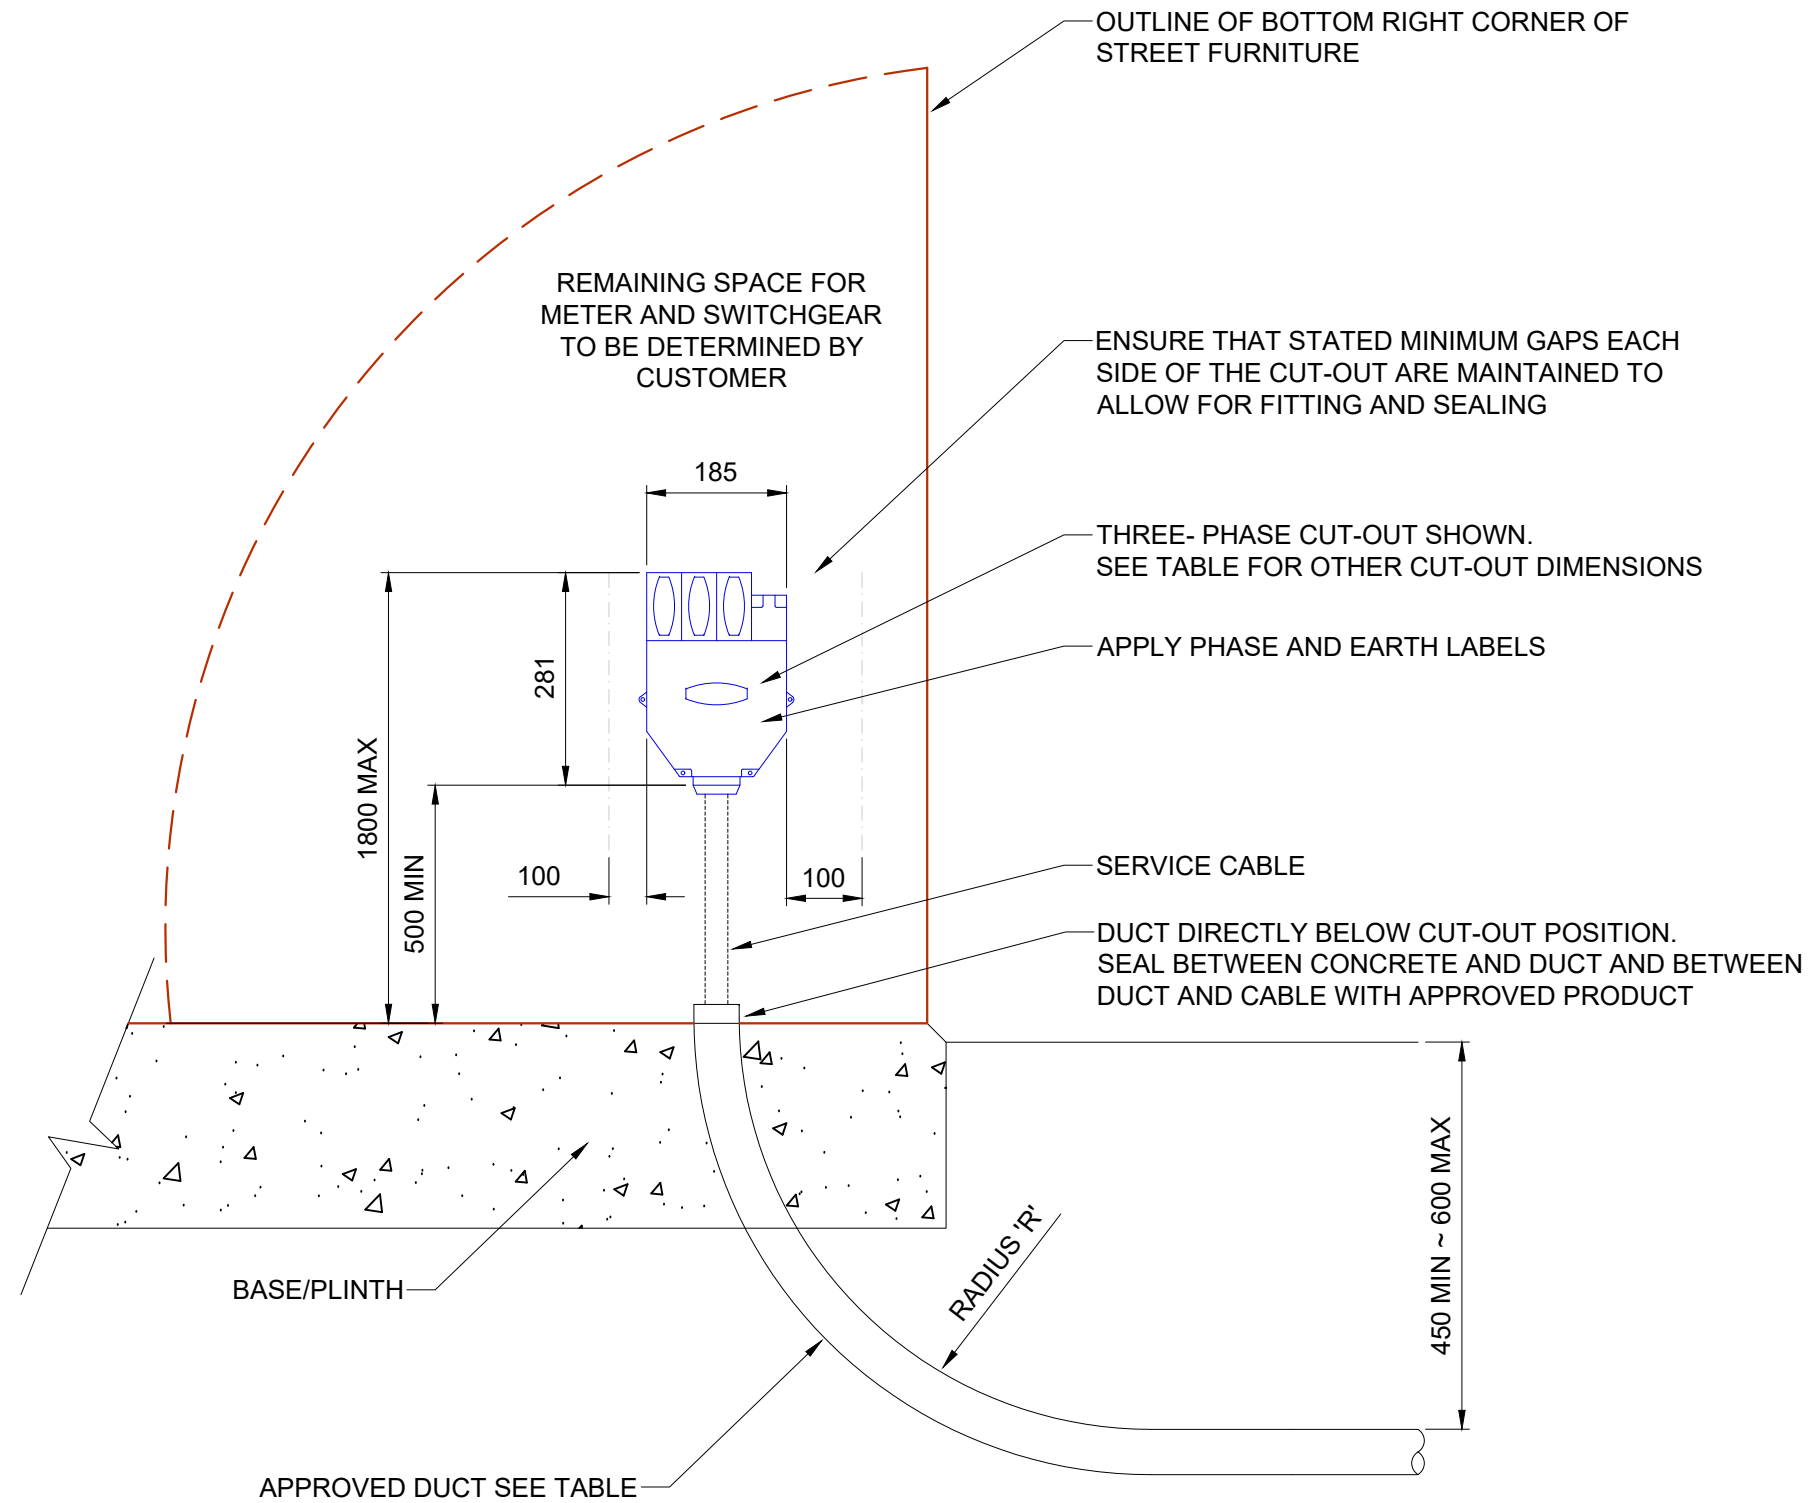 OUTLINE OF BOTTOM RIGHT CORNER OF
STREET FURNITURE
REMAINING SPACE FOR
METER AND SWITCHGEAR
TO BE DETERMINED BY
CUSTOMER
ENSURE THAT STATED MINIMUM GAPS EACH
SIDE OF THE CUT-OUT ARE MAINTAINED TO
ALLOW FOR FITTING AND SEALING
185
THREE- PHASE CUT-OUT SHOWN.
SEE TABLE FOR OTHER CUT-OUT DIMENSIONS
APPLY PHASE AND EARTH LABELS
281
1800 MAX
500 MIN
100
100
SERVICE CABLE
DUCT DIRECTLY BELOW CUT-OUT POSITION.
SEAL BETWEEN CONCRETE AND DUCT AND BETWEEN
DUCT AND CABLE WITH APPROVED PRODUCT
450 MIN ~ 600 MAX
RADIUS 'R'
BASE/PLINTH
APPROVED DUCT SEE TABLE